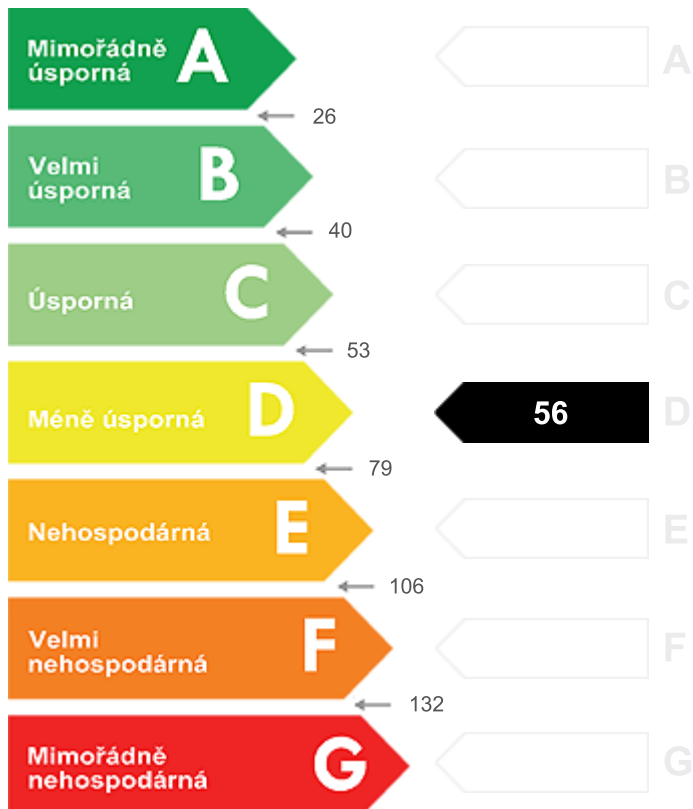 Mimořádně
úsporná
A
A
26
Velmi
úsporná
B
B
40
Úsporná
C
C
53
Méně úsporná
D
56
D
79
Nehospodárná
E
E
106
Velmi
nehospodárná
F
F
132
Mimořádně
nehospodárná
G
G